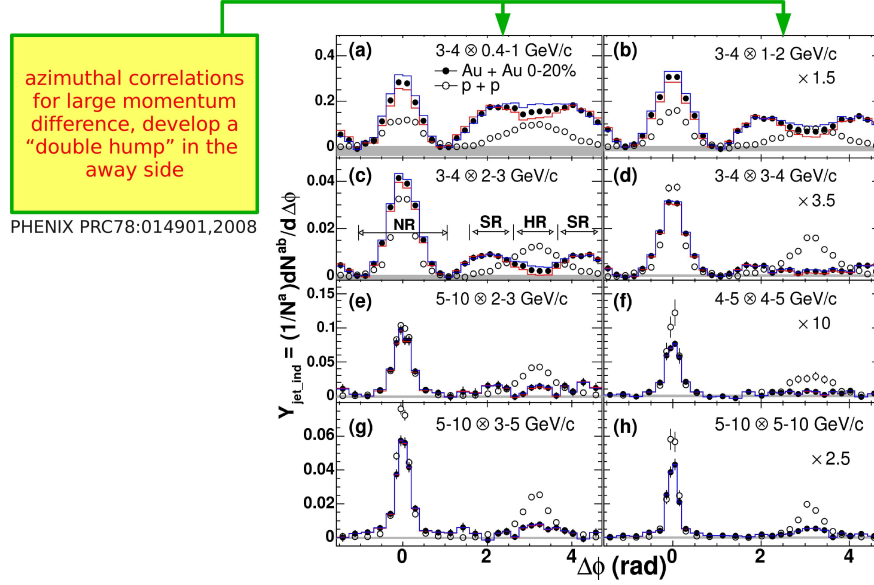 azimuthal correlations
for large momentum
difference, develop a
“double hump” in the
away side
PHENIX PRC78:014901,2008
Y jet_ind = (1/Nᵃ)dNᵃᵇ/dΔϕ
(a) 3-4 ⊗ 0.4-1 GeV/c
Au + Au 0-20%
p + p
0.4
0.2
0
(b) 3-4 ⊗ 1-2 GeV/c
× 1.5
(c) 3-4 ⊗ 2-3 GeV/c
NR SR HR SR
0.04
0.02
0
(d) 3-4 ⊗ 3-4 GeV/c
× 3.5
(e) 5-10 ⊗ 2-3 GeV/c
0.15
0.1
0.05
0
(f) 4-5 ⊗ 4-5 GeV/c
× 10
(g) 5-10 ⊗ 3-5 GeV/c
0.06
0.04
0.02
0
(h) 5-10 ⊗ 5-10 GeV/c
× 2.5
0 2 4 0 2 4
Δϕ (rad)